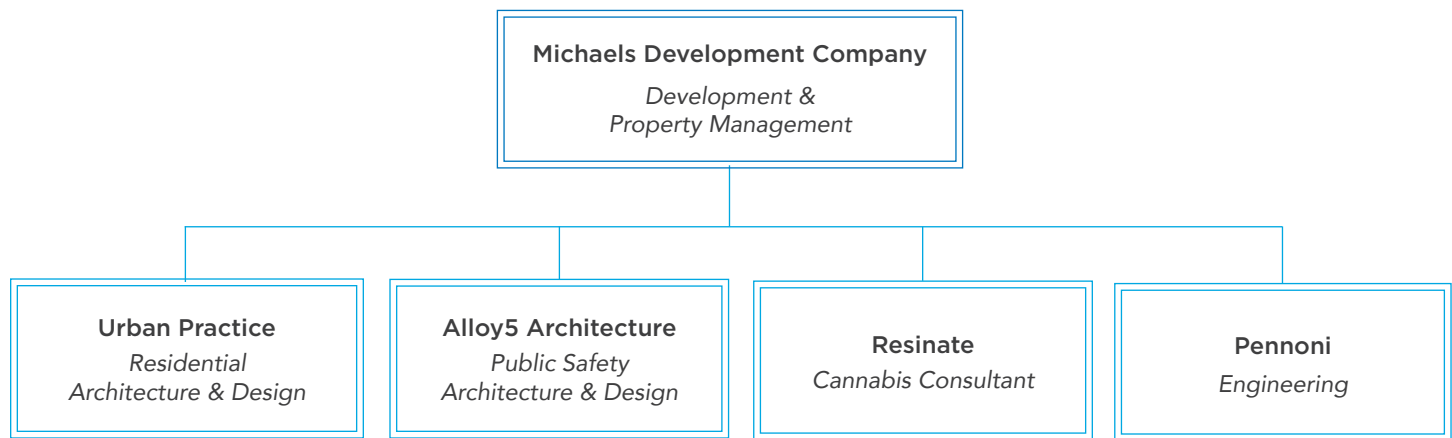 Michaels Development Company
Development &
Property Management
Urban Practice
Residential
Architecture & Design
Alloy5 Architecture
Public Safety
Architecture & Design
Resinate
Cannabis Consultant
Pennoni
Engineering